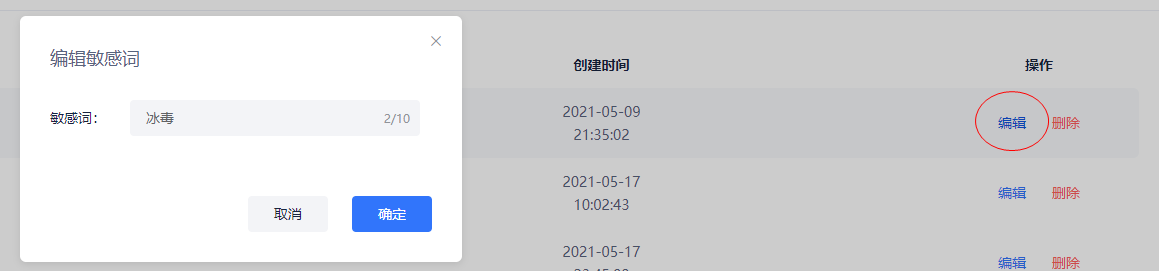 编辑敏感词
敏感词：
冰毒
2/10
取消
确定
创建时间
操作
2021-05-09
21:35:02
编辑
删除
2021-05-17
10:02:43
编辑
删除
2021-05-17
编辑
删除